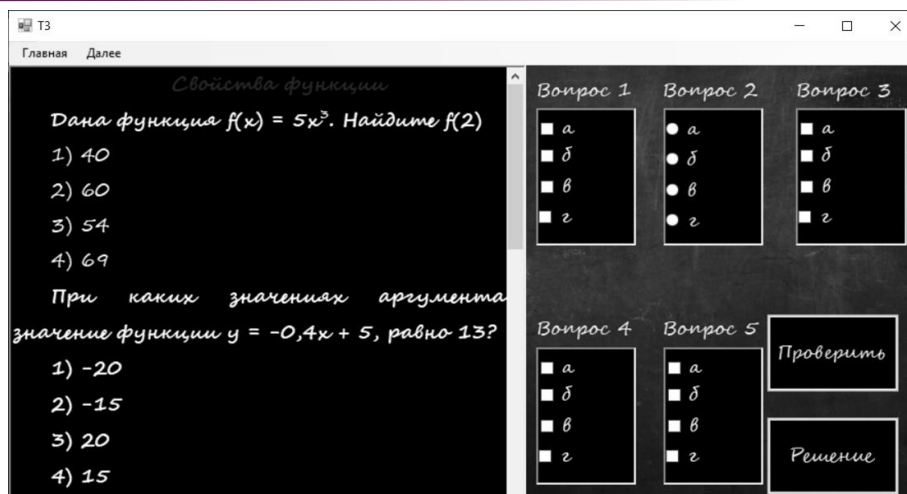 Т3
Главная Далее
Свойства функции
Дана функция f(x) = 5x³. Найдите f(2)
1) 40
2) 60
3) 54
4) 69
При каких значениях аргумента
значение функции y = -0,4x + 5, равно 13?
1) -20
2) -15
3) 20
4) 15
Вопрос 1
а
б
в
г
Вопрос 2
а
б
в
г
Вопрос 3
а
б
в
г
Вопрос 4
а
б
в
г
Вопрос 5
а
б
в
г
Проверить
Решение